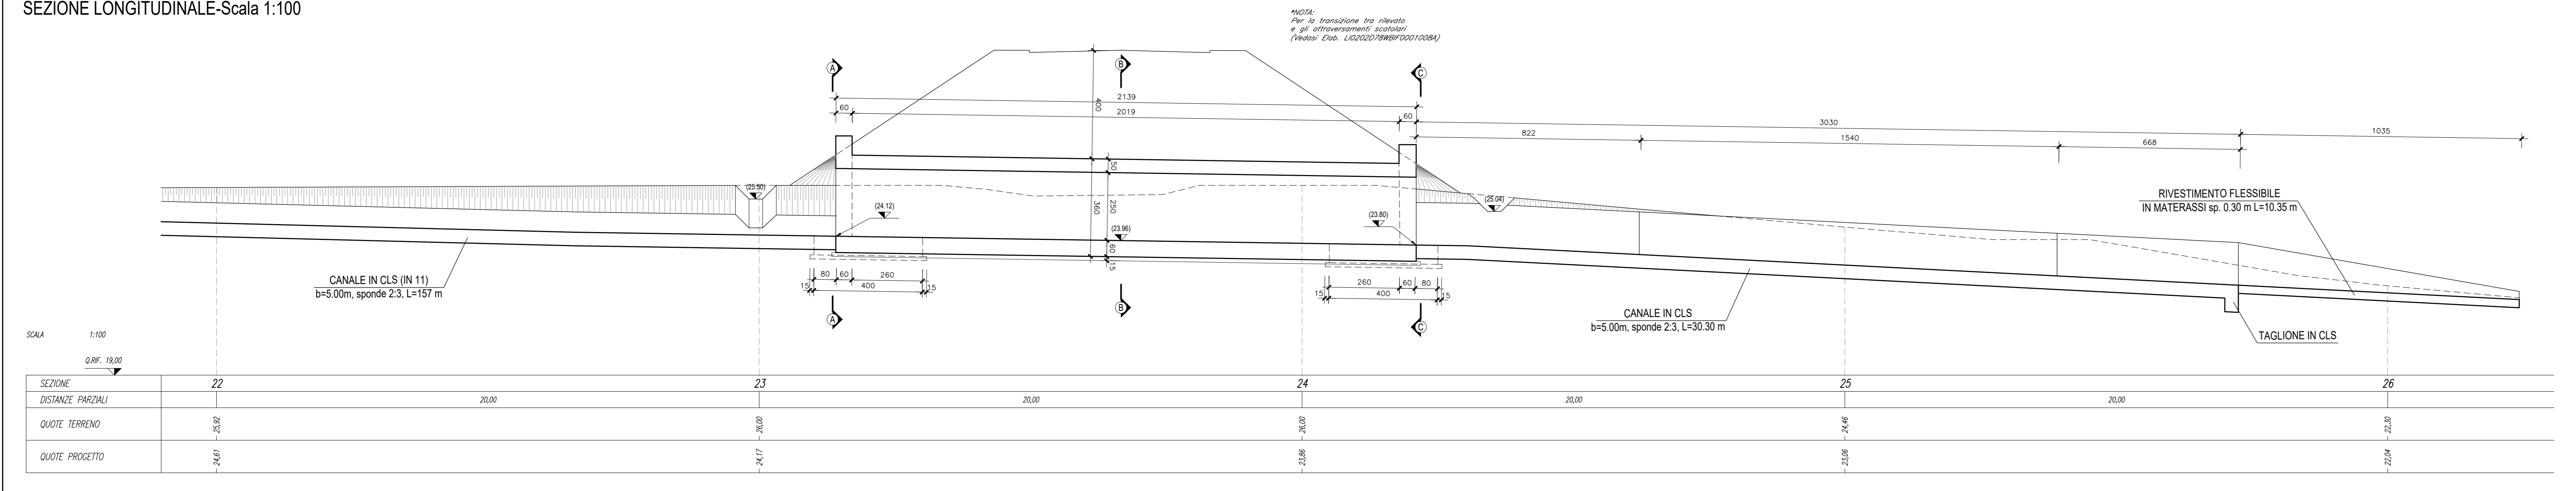 SEZIONE LONGITUDINALE-Scala 1:100
*NOTA:
Per la transizione tra rilevato
e gli attraversamenti scatolari
(Vedasi Elab. LI0202D78WBIF0001008A)
A
B
C
2139
60
2019
60
400
3030
822
1540
668
1035
50
360
250
60
15
(25.50)
(24.12)
(23.96)
(23.80)
(25.04)
RIVESTIMENTO FLESSIBILE
IN MATERASSI sp. 0.30 m L=10.35 m
CANALE IN CLS (IN 11)
b=5.00m, sponde 2:3, L=157 m
80
60
260
15
400
15
260
60
80
15
400
15
A
B
C
CANALE IN CLS
b=5.00m, sponde 2:3, L=30.30 m
TAGLIONE IN CLS
SCALA 1:100
Q.RIF. 19,00
SEZIONE 22 23 24 25 26
DISTANZE PARZIALI 20,00 20,00 20,00 20,00
QUOTE TERRENO 25,92 26,00 26,00 24,46 22,30
QUOTE PROGETTO 24,61 24,17 23,86 23,06 22,04